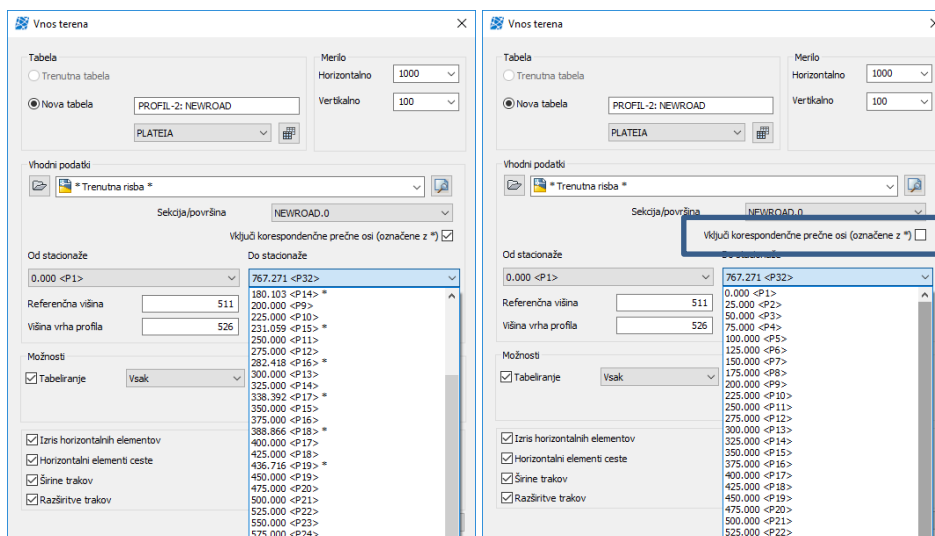 Vnos terena
Tabela
Trenutna tabela
Nova tabela
PROFIL-2: NEWROAD
PLATEIA
Merilo
Horizontalno
1000
Vertikalno
100
Vhodni podatki
* Trenutna risba *
Sekcija/površina
NEWROAD.0
Vključi korespondenčne prečne osi (označene z *)
Od stacionaže
Do stacionaže
0.000 <P1>
767.271 <P32>
Referenčna višina
511
Višina vrha profila
526
180.103 <P14> *
200.000 <P9>
225.000 <P10>
231.059 <P15> *
250.000 <P11>
275.000 <P12>
282.418 <P16> *
300.000 <P13>
325.000 <P14>
338.392 <P17> *
350.000 <P15>
375.000 <P16>
388.866 <P18> *
400.000 <P17>
425.000 <P18>
436.716 <P19> *
450.000 <P19>
475.000 <P20>
500.000 <P21>
525.000 <P22>
550.000 <P23>
575.000 <P24>
Možnosti
Tabeliranje
Vsak
Izris horizontalnih elementov
Horizontalni elementi ceste
Širine trakov
Razširitve trakov
Vnos terena
Tabela
Trenutna tabela
Nova tabela
PROFIL-2: NEWROAD
PLATEIA
Merilo
Horizontalno
1000
Vertikalno
100
Vhodni podatki
* Trenutna risba *
Sekcija/površina
NEWROAD.0
Vključi korespondenčne prečne osi (označene z *)
Od stacionaže
Do stacionaže
0.000 <P1>
767.271 <P32>
Referenčna višina
511
Višina vrha profila
526
0.000 <P1>
25.000 <P2>
50.000 <P3>
75.000 <P4>
100.000 <P5>
125.000 <P6>
150.000 <P7>
175.000 <P8>
200.000 <P9>
225.000 <P10>
250.000 <P11>
275.000 <P12>
300.000 <P13>
325.000 <P14>
350.000 <P15>
375.000 <P16>
400.000 <P17>
425.000 <P18>
450.000 <P19>
475.000 <P20>
500.000 <P21>
525.000 <P22>
Možnosti
Tabeliranje
Vsak
Izris horizontalnih elementov
Horizontalni elementi ceste
Širine trakov
Razširitve trakov